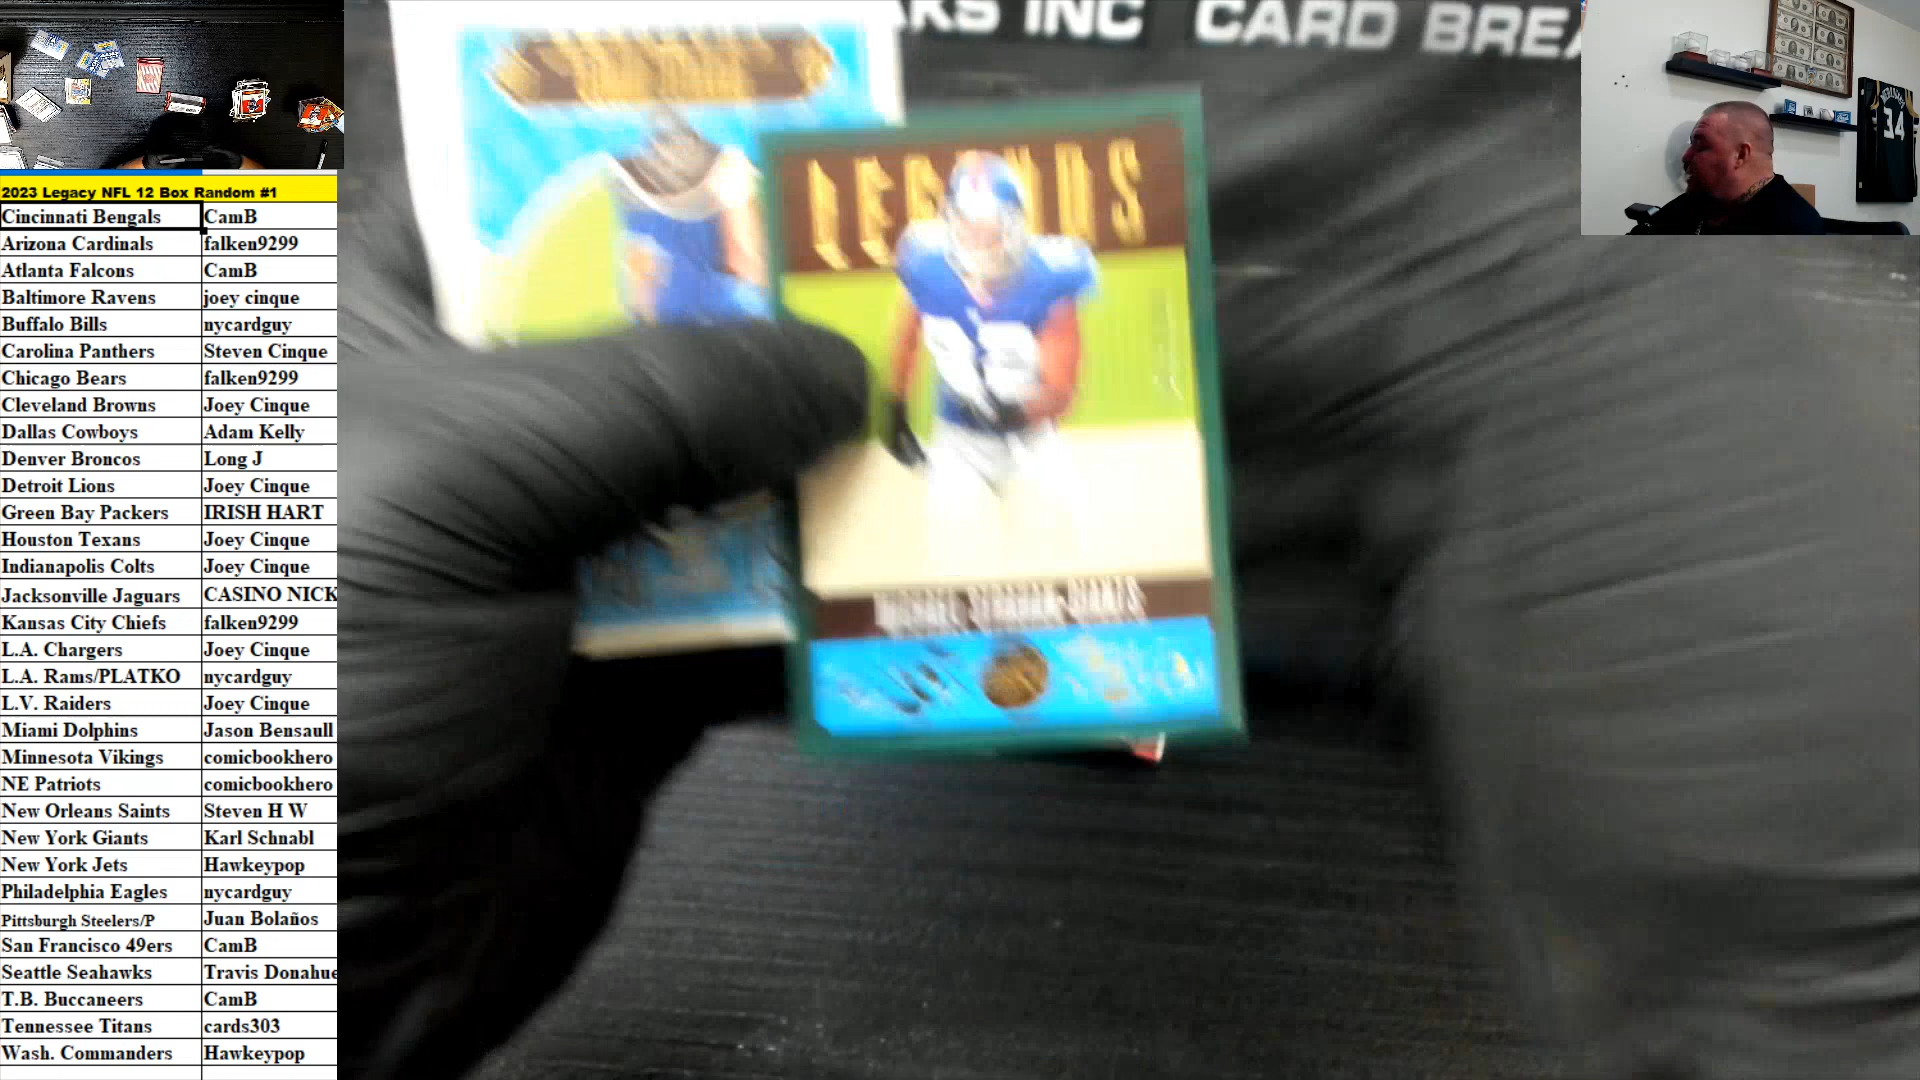 AKS INC CARD BREA
34
LEGENDS
MICHAEL STRAHAN-GIANTS
2023 Legacy NFL 12 Box Random #1
Cincinnati Bengals CamB
Arizona Cardinals falken9299
Atlanta Falcons CamB
Baltimore Ravens joey cinque
Buffalo Bills nycardguy
Carolina Panthers Steven Cinque
Chicago Bears falken9299
Cleveland Browns Joey Cinque
Dallas Cowboys Adam Kelly
Denver Broncos Long J
Detroit Lions Joey Cinque
Green Bay Packers IRISH HART
Houston Texans Joey Cinque
Indianapolis Colts Joey Cinque
Jacksonville Jaguars CASINO NICK
Kansas City Chiefs falken9299
L.A. Chargers Joey Cinque
L.A. Rams/PLATKO nycardguy
L.V. Raiders Joey Cinque
Miami Dolphins Jason Bensaull
Minnesota Vikings comicbookhero
NE Patriots comicbookhero
New Orleans Saints Steven H W
New York Giants Karl Schnabl
New York Jets Hawkeypop
Philadelphia Eagles nycardguy
Pittsburgh Steelers/P Juan Bolaños
San Francisco 49ers CamB
Seattle Seahawks Travis Donahue
T.B. Buccaneers CamB
Tennessee Titans cards303
Wash. Commanders Hawkeypop